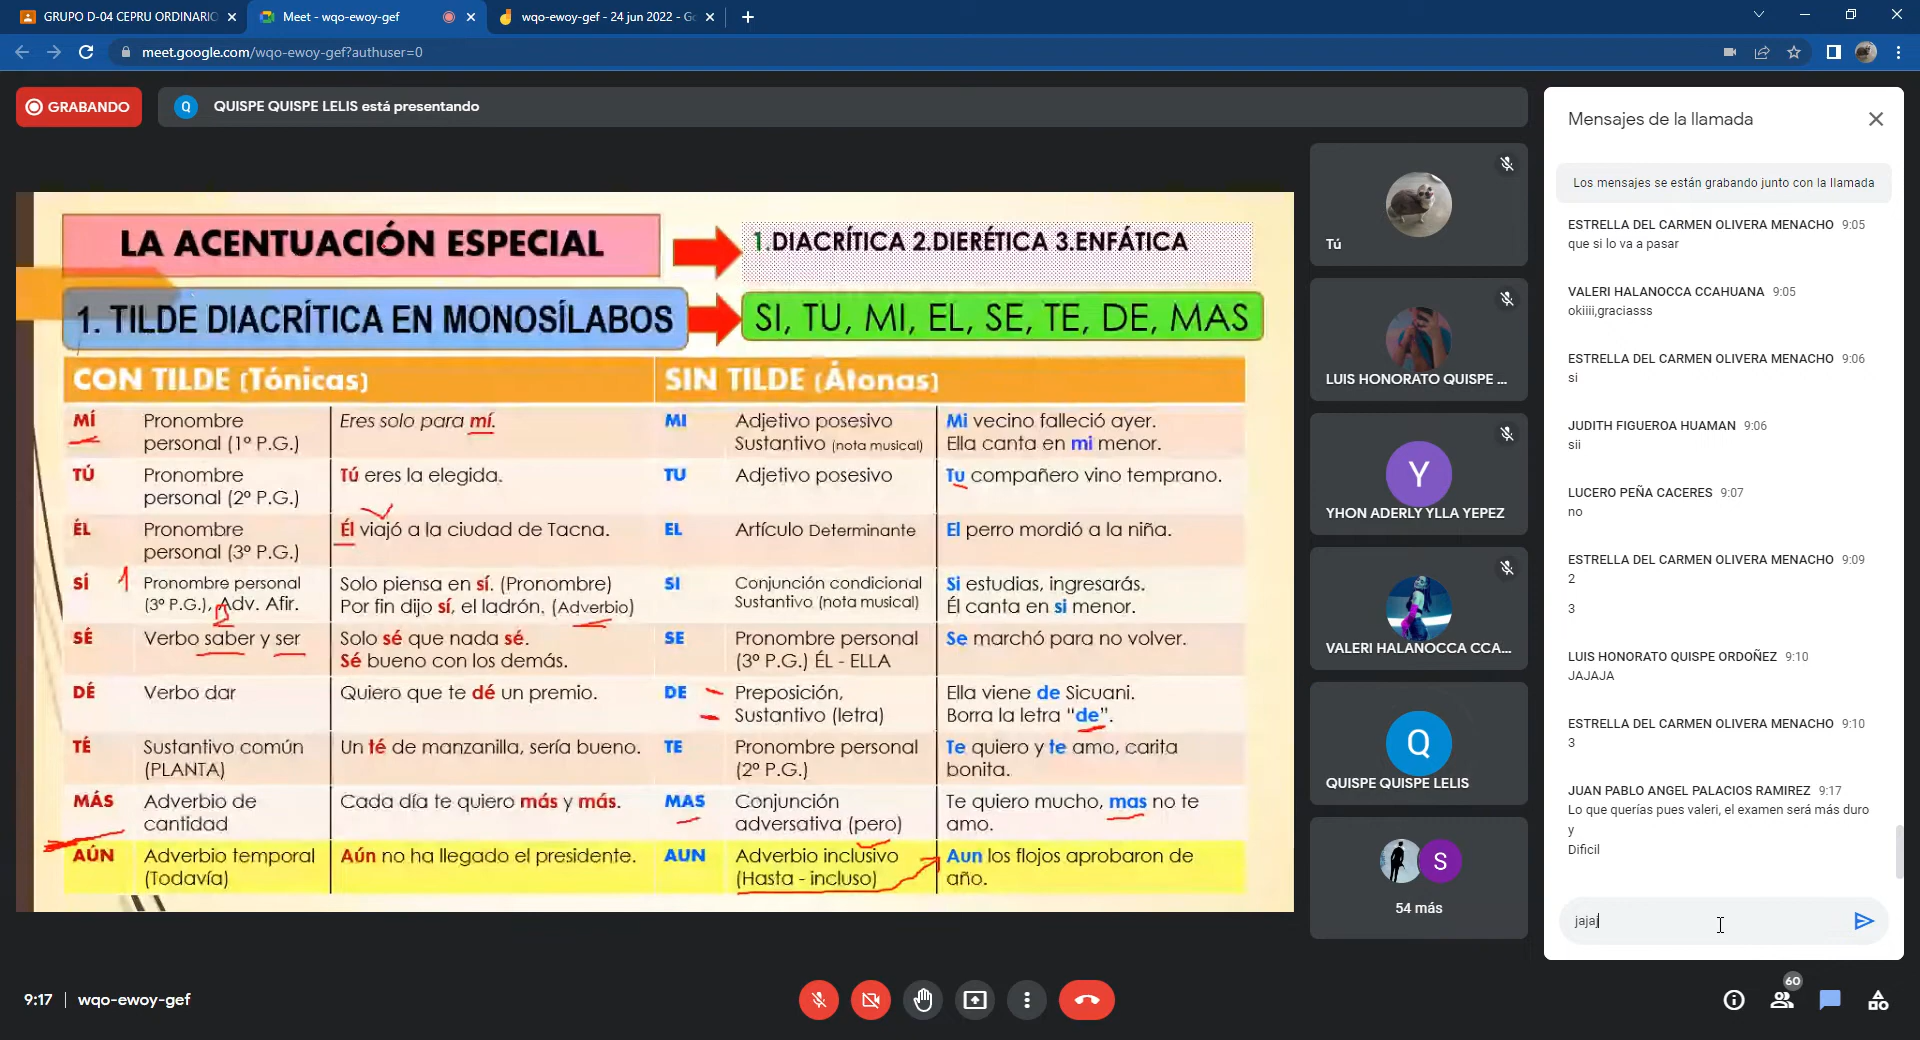 GRUPO D-04 CEPRU ORDINARIO
Meet - wqo-ewoy-gef
wqo-ewoy-gef - 24 jun 2022 - Go
meet.google.com/wqo-ewoy-gef?authuser=0
GRABANDO
Q
QUISPE QUISPE LELIS está presentando
LA ACENTUACIÓN ESPECIAL
1.DIACRÍTICA 2.DIERÉTICA 3.ENFÁTICA
1. TILDE DIACRÍTICA EN MONOSÍLABOS
SI, TU, MI, EL, SE, TE, DE, MAS
CON TILDE (Tónicas)
SIN TILDE (Átonas)
MÍ Pronombre Eres solo para mí. MI Adjetivo posesivo Mi vecino falleció ayer.
personal (1º P.G.) Sustantivo (nota musical) Ella canta en mi menor.
TÚ Pronombre Tú eres la elegida. TU Adjetivo posesivo Tu compañero vino temprano.
personal (2º P.G.)
ÉL Pronombre Él viajó a la ciudad de Tacna. EL Artículo Determinante El perro mordió a la niña.
personal (3º P.G.)
SÍ 1 Pronombre personal Solo piensa en sí. (Pronombre) SI Conjunción condicional Si estudias, ingresarás.
(3º P.G.), Adv. Afir. Por fin dijo sí, el ladrón. (Adverbio) Sustantivo (nota musical) Él canta en si menor.
SÉ Verbo saber y ser Solo sé que nada sé. SE Pronombre personal Se marchó para no volver.
Sé bueno con los demás. (3º P.G.) ÉL - ELLA
DÉ Verbo dar Quiero que te dé un premio. DE Preposición, Ella viene de Sicuani.
Sustantivo (letra) Borra la letra “de”.
TÉ Sustantivo común Un té de manzanilla, sería bueno. TE Pronombre personal Te quiero y te amo, carita
(PLANTA) (2º P.G.) bonita.
MÁS Adverbio de Cada día te quiero más y más. MAS Conjunción Te quiero mucho, mas no te
cantidad adversativa (pero) amo.
AÚN Adverbio temporal Aún no ha llegado el presidente. AUN Adverbio inclusivo Aun los flojos aprobaron de
(Todavía) (Hasta - incluso) año.
Tú
LUIS HONORATO QUISPE ...
Y
YHON ADERLY YLLA YEPEZ
VALERI HALANOCCA CCA...
Q
QUISPE QUISPE LELIS
S
54 más
Mensajes de la llamada
Los mensajes se están grabando junto con la llamada
ESTRELLA DEL CARMEN OLIVERA MENACHO 9:05
que si lo va a pasar
VALERI HALANOCCA CCAHUANA 9:05
okiiii,graciasss
ESTRELLA DEL CARMEN OLIVERA MENACHO 9:06
si
JUDITH FIGUEROA HUAMAN 9:06
sii
LUCERO PEÑA CACERES 9:07
no
ESTRELLA DEL CARMEN OLIVERA MENACHO 9:09
2
3
LUIS HONORATO QUISPE ORDOÑEZ 9:10
JAJAJA
ESTRELLA DEL CARMEN OLIVERA MENACHO 9:10
3
JUAN PABLO ANGEL PALACIOS RAMIREZ 9:17
Lo que querías pues valeri, el examen será más duro
y
Dificil
jajaj
9:17 | wqo-ewoy-gef
60